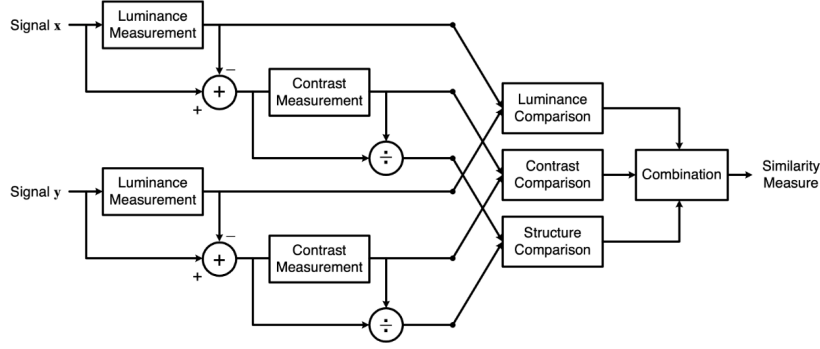 Signal x
Luminance
Measurement
−
+
+
Contrast
Measurement
÷
Signal y
Luminance
Measurement
−
+
+
Contrast
Measurement
÷
Luminance
Comparison
Contrast
Comparison
Structure
Comparison
Combination
Similarity
Measure